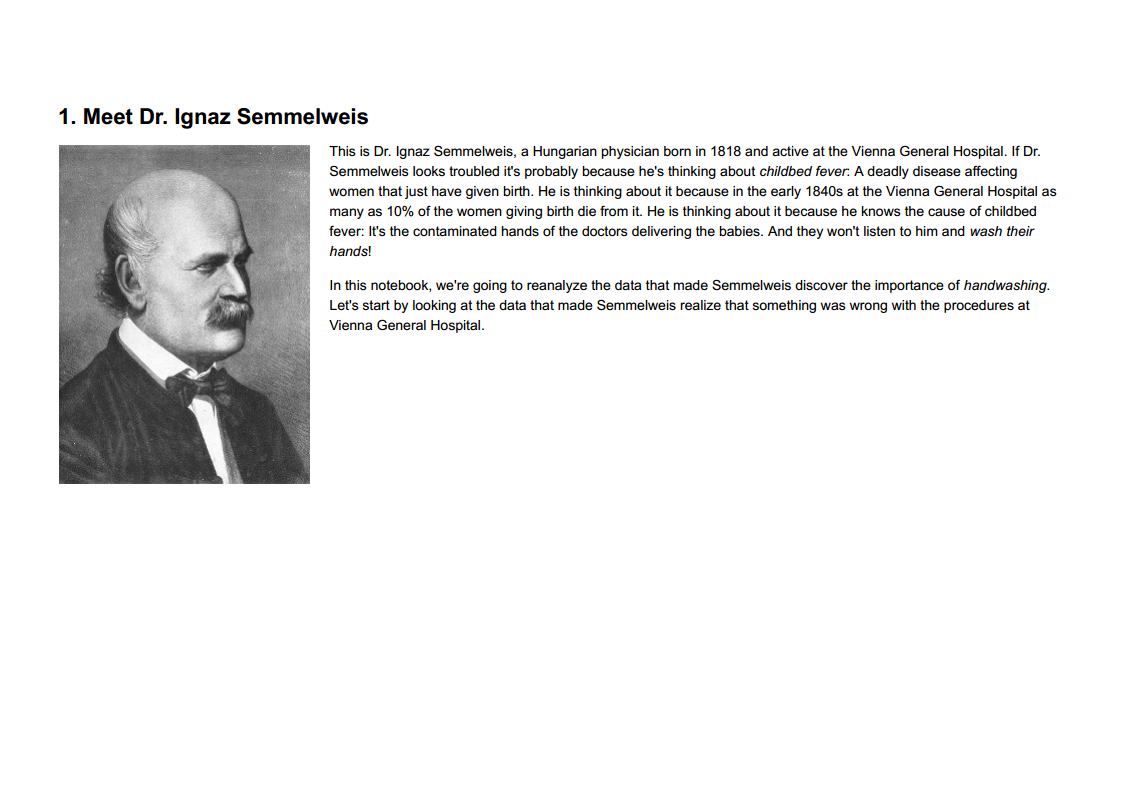 1. Meet Dr. Ignaz Semmelweis
This is Dr. Ignaz Semmelweis, a Hungarian physician born in 1818 and active at the Vienna General Hospital. If Dr.
Semmelweis looks troubled it's probably because he's thinking about childbed fever: A deadly disease affecting
women that just have given birth. He is thinking about it because in the early 1840s at the Vienna General Hospital as
many as 10% of the women giving birth die from it. He is thinking about it because he knows the cause of childbed
fever: It's the contaminated hands of the doctors delivering the babies. And they won't listen to him and wash their
hands!
In this notebook, we're going to reanalyze the data that made Semmelweis discover the importance of handwashing.
Let's start by looking at the data that made Semmelweis realize that something was wrong with the procedures at
Vienna General Hospital.